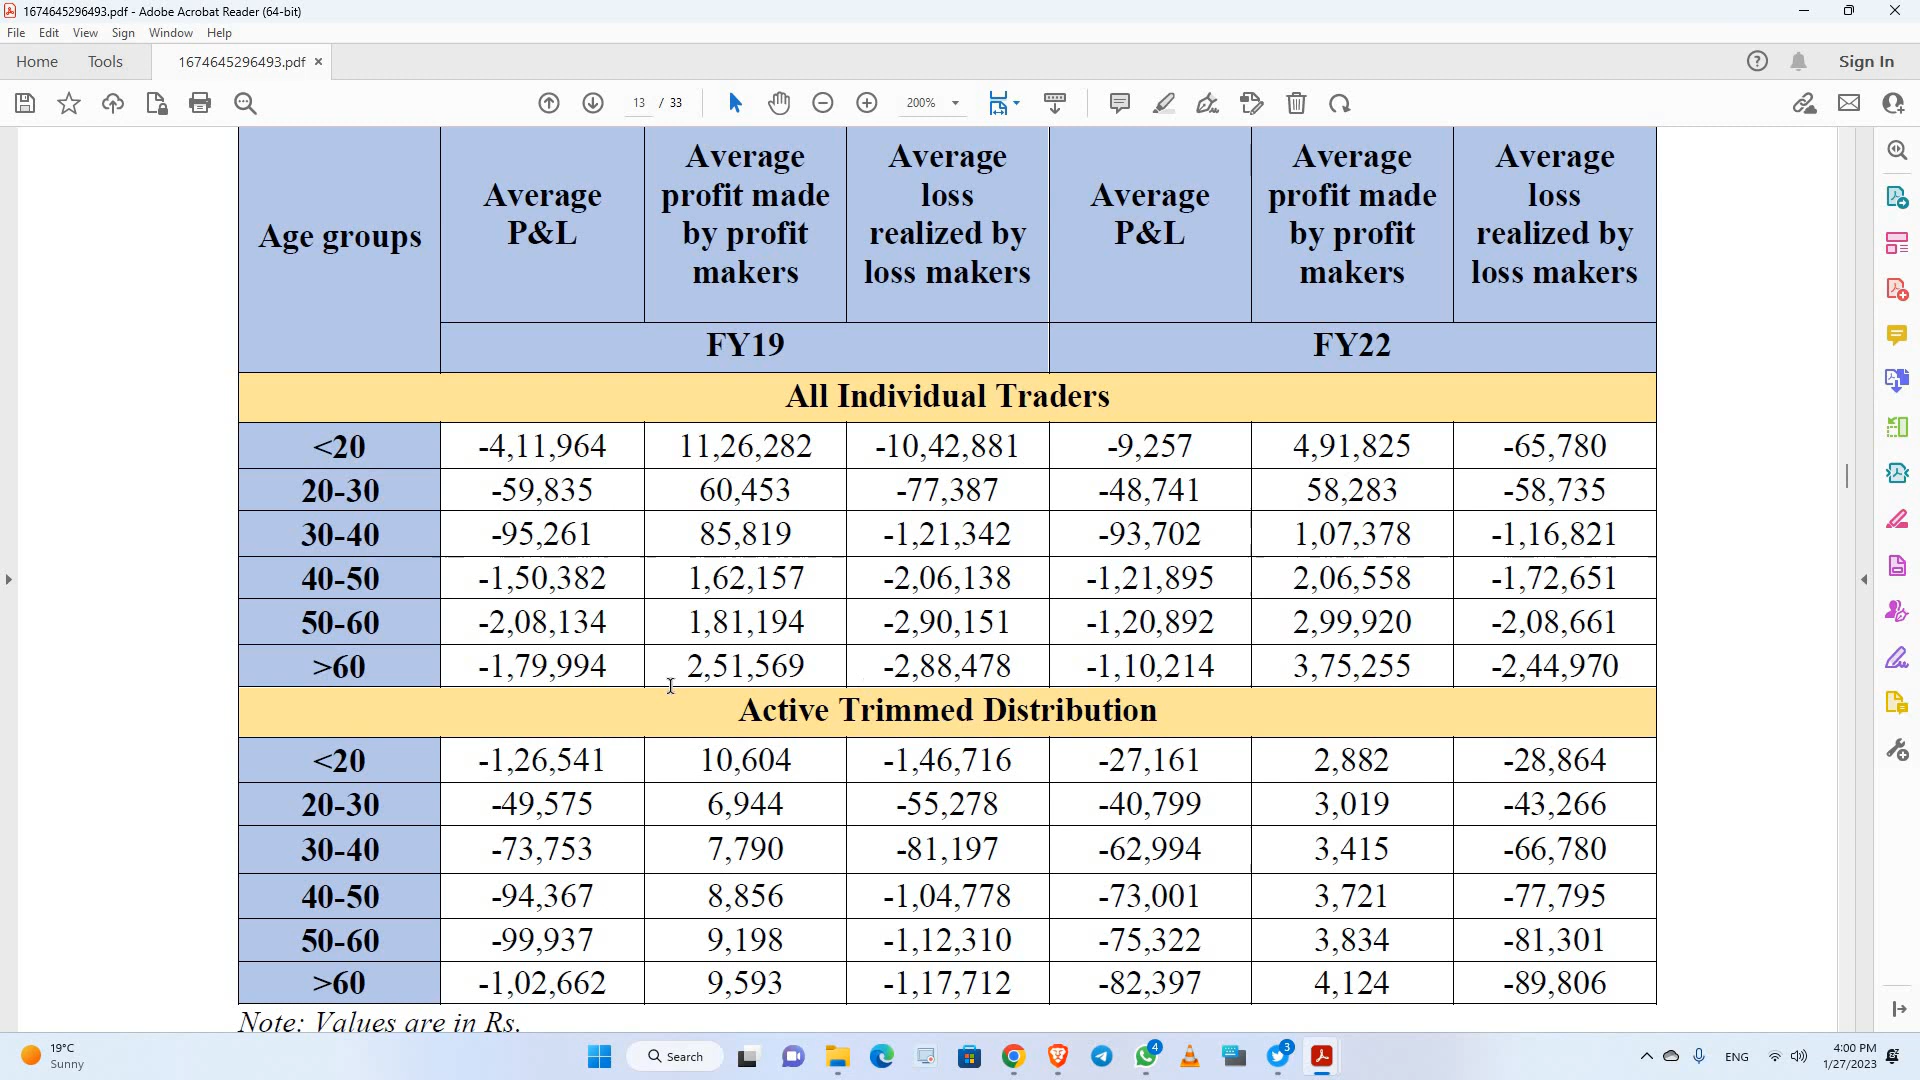 1674645296493.pdf - Adobe Acrobat Reader (64-bit)
File Edit View Sign Window Help
Home Tools 1674645296493.pdf × Sign In
13 / 33 200%
Age groups
Average P&L
Average profit made by profit makers
Average loss realized by loss makers
Average P&L
Average profit made by profit makers
Average loss realized by loss makers
FY19 FY22
All Individual Traders
<20 -4,11,964 11,26,282 -10,42,881 -9,257 4,91,825 -65,780
20-30 -59,835 60,453 -77,387 -48,741 58,283 -58,735
30-40 -95,261 85,819 -1,21,342 -93,702 1,07,378 -1,16,821
40-50 -1,50,382 1,62,157 -2,06,138 -1,21,895 2,06,558 -1,72,651
50-60 -2,08,134 1,81,194 -2,90,151 -1,20,892 2,99,920 -2,08,661
>60 -1,79,994 2,51,569 -2,88,478 -1,10,214 3,75,255 -2,44,970
Active Trimmed Distribution
<20 -1,26,541 10,604 -1,46,716 -27,161 2,882 -28,864
20-30 -49,575 6,944 -55,278 -40,799 3,019 -43,266
30-40 -73,753 7,790 -81,197 -62,994 3,415 -66,780
40-50 -94,367 8,856 -1,04,778 -73,001 3,721 -77,795
50-60 -99,937 9,198 -1,12,310 -75,322 3,834 -81,301
>60 -1,02,662 9,593 -1,17,712 -82,397 4,124 -89,806
Note: Values are in Rs.
19°C
Sunny
Search
4
3
ENG
4:00 PM
1/27/2023